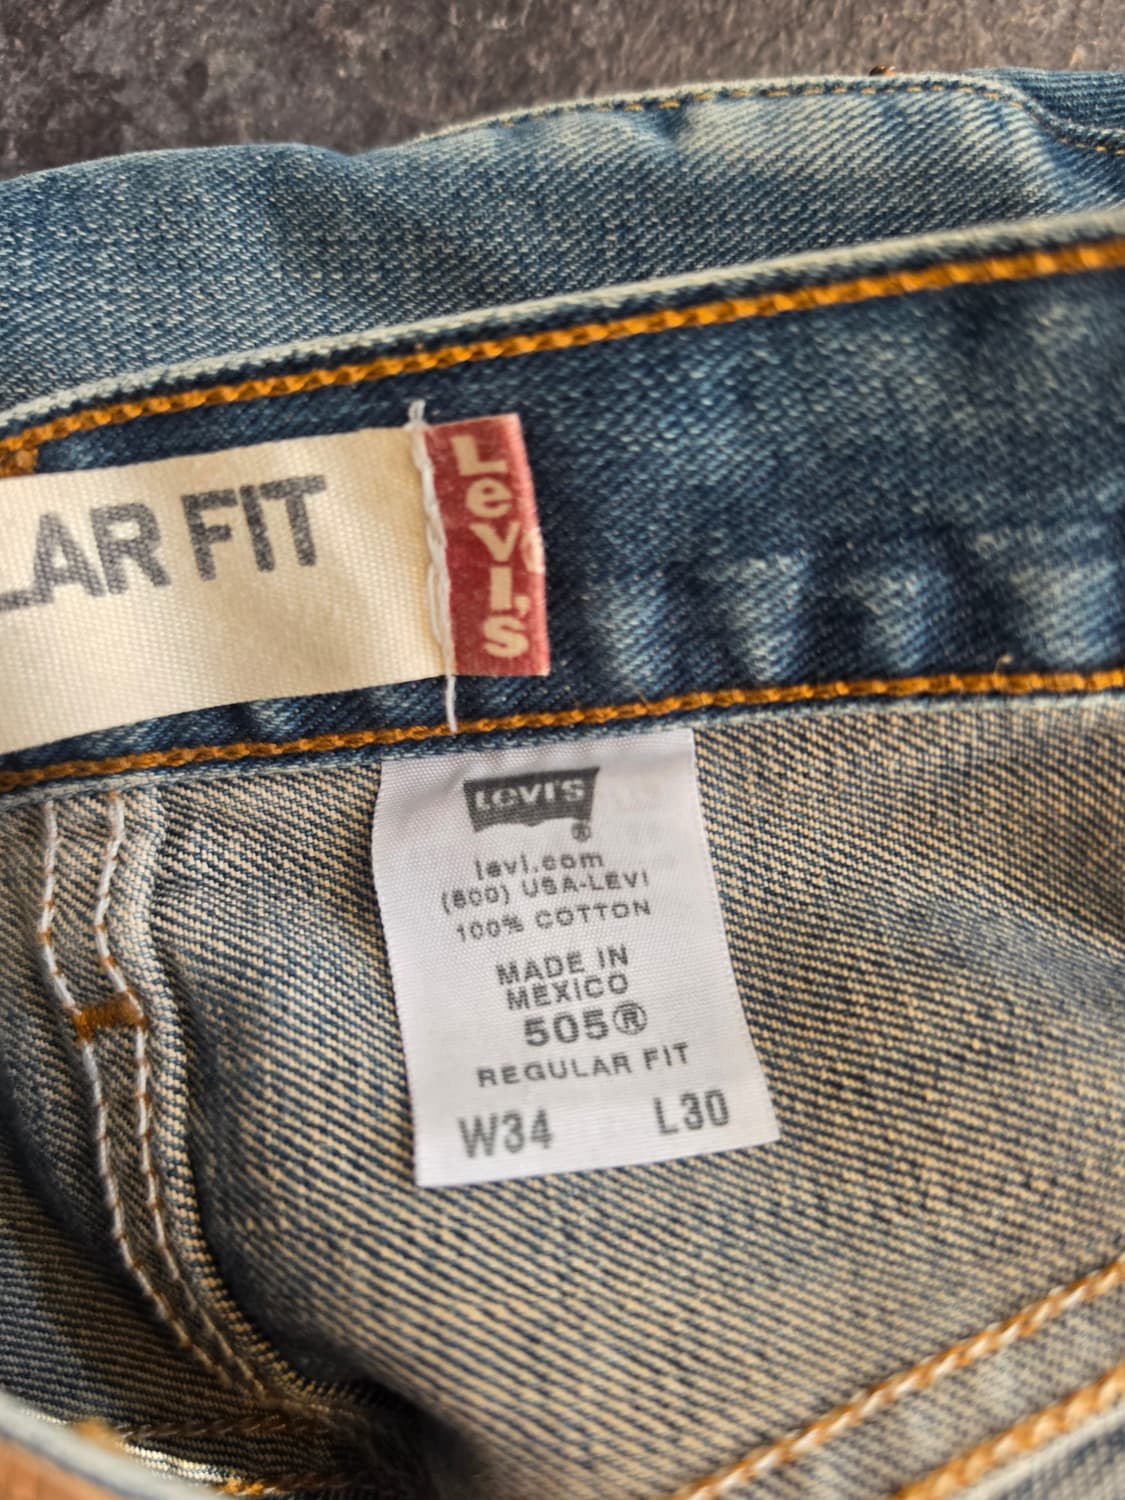 LAR FIT
Levi's
LEVI'S
®
levi.com
(800) USA-LEVI
100% COTTON
MADE IN
MEXICO
505®
REGULAR FIT
W34 L30